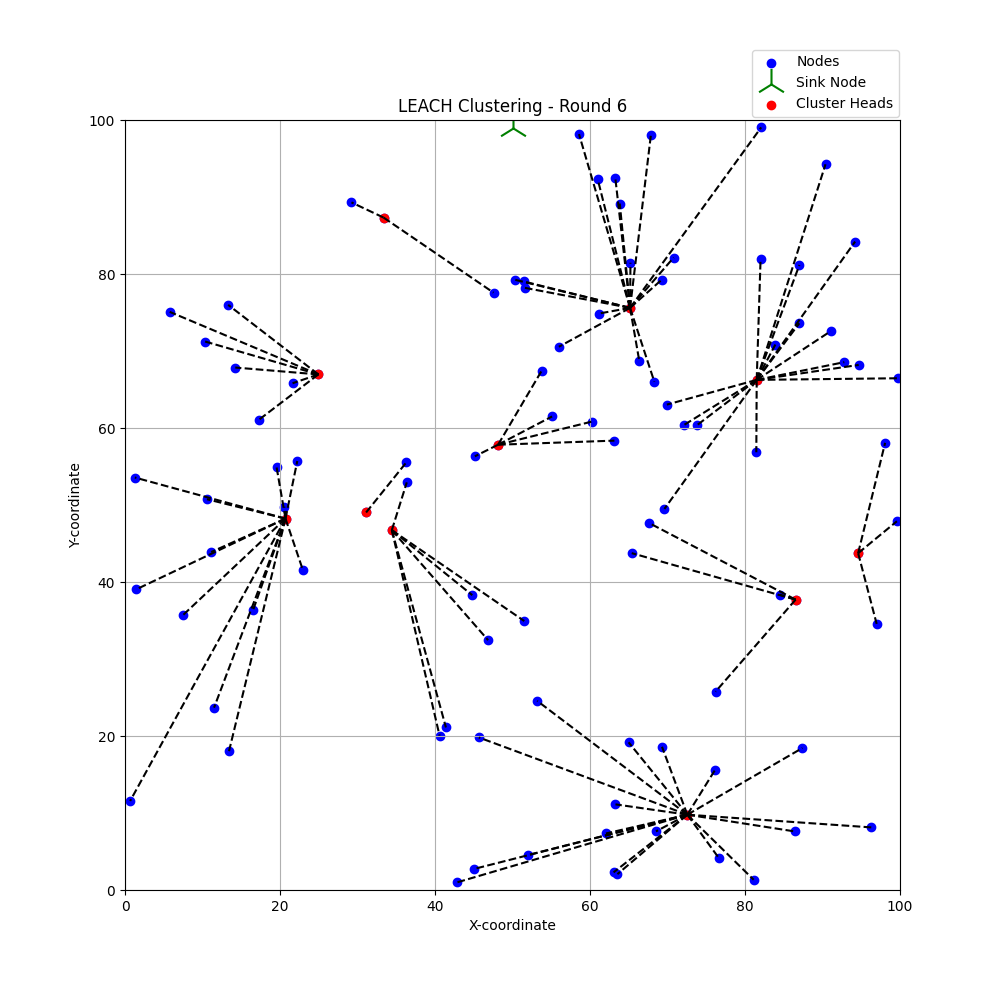 Nodes
Sink Node
Cluster Heads
LEACH Clustering - Round 6
100
80
60
40
20
0
Y-coordinate
0 20 40 60 80 100
X-coordinate